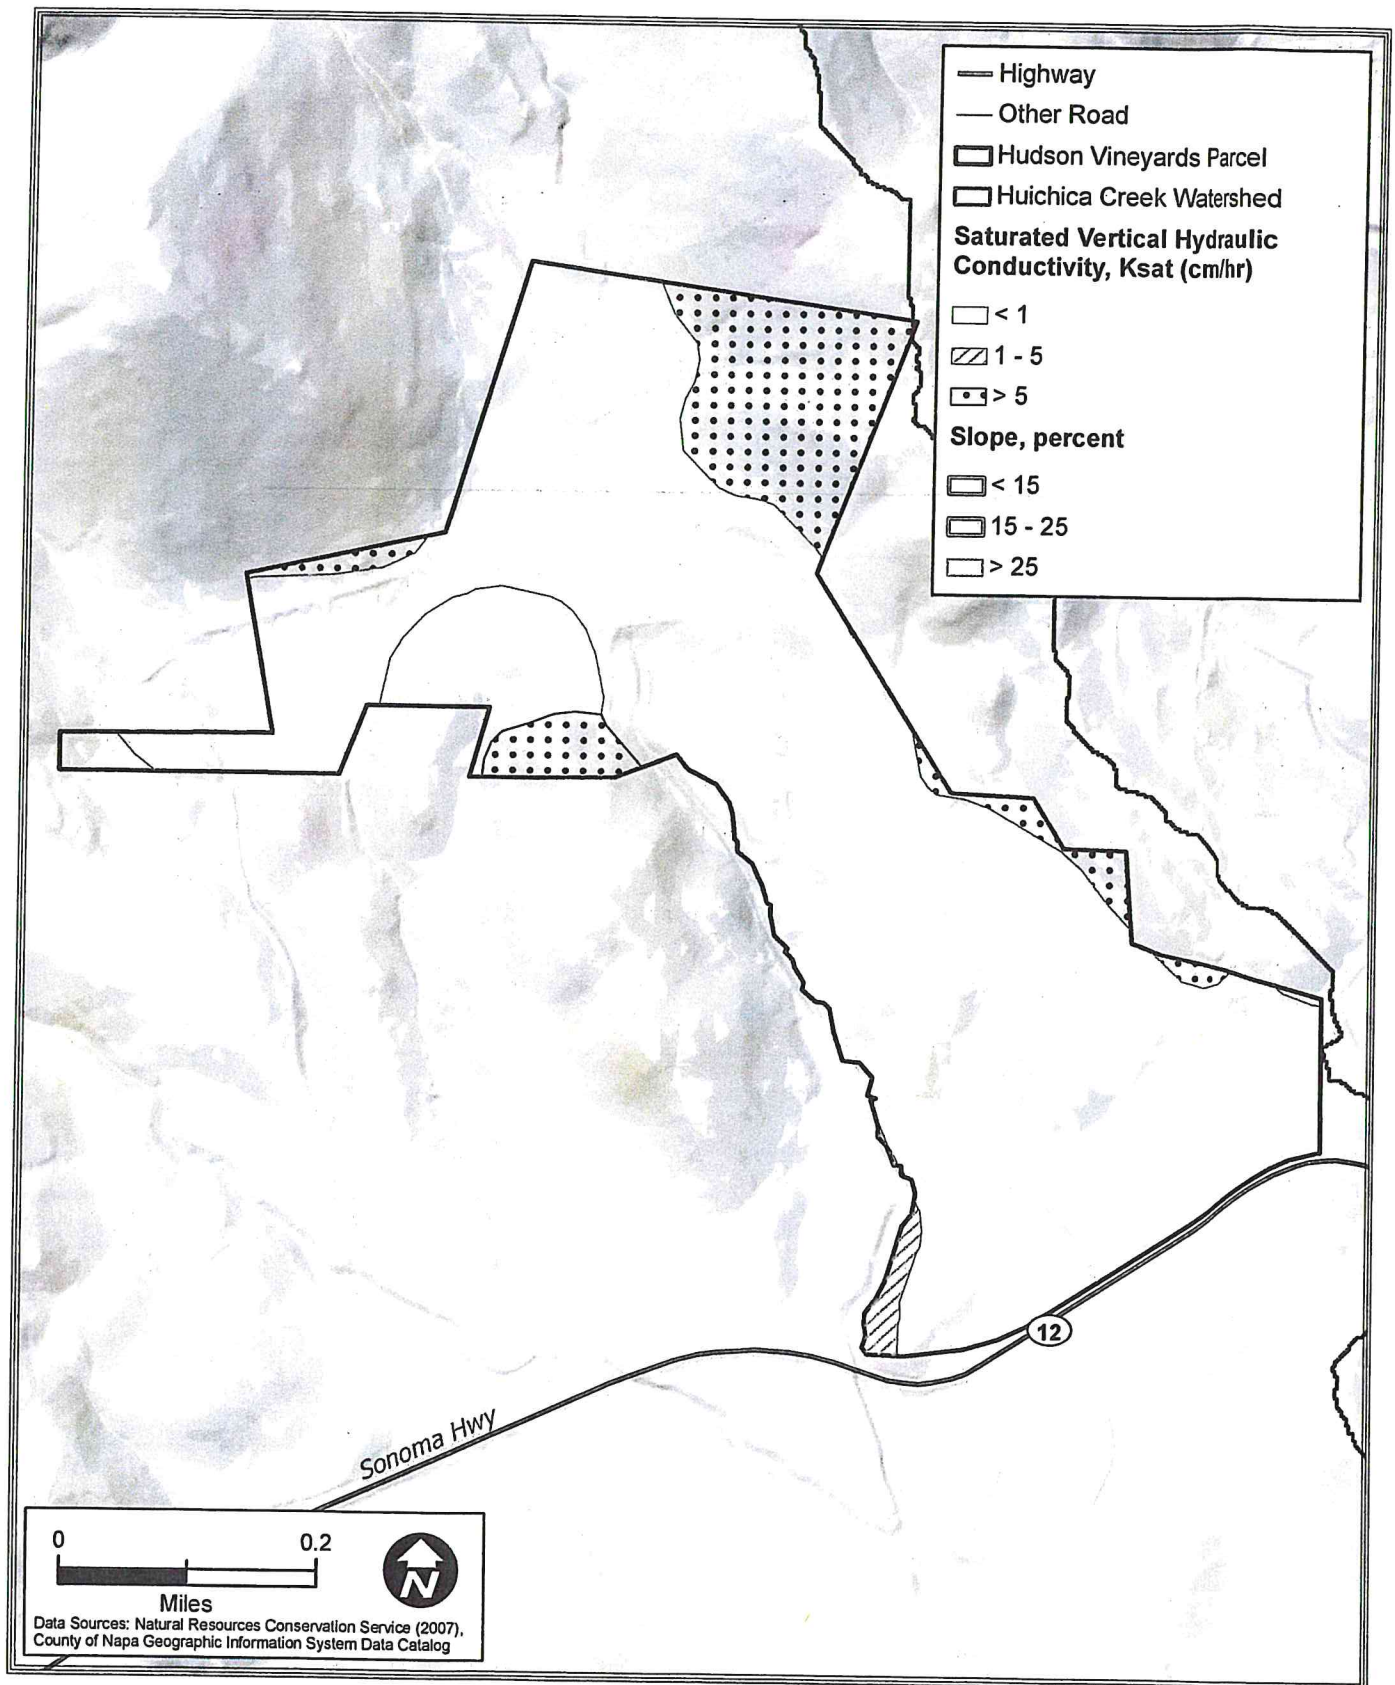 Highway
Other Road
Hudson Vineyards Parcel
Huichica Creek Watershed
Saturated Vertical Hydraulic
Conductivity, Ksat (cm/hr)
< 1
1 - 5
> 5
Slope, percent
< 15
15 - 25
> 25
12
Sonoma Hwy
0 0.2
Miles
N
Data Sources: Natural Resources Conservation Service (2007),
County of Napa Geographic Information System Data Catalog